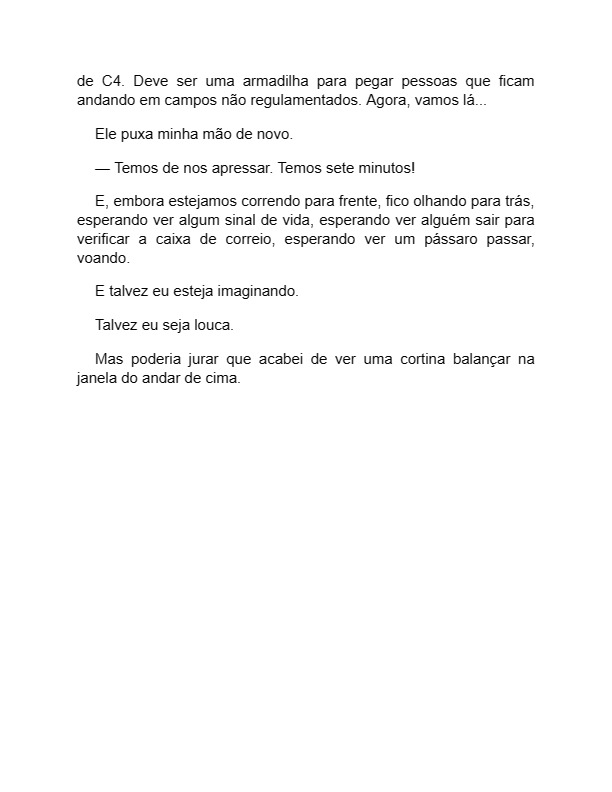 de C4. Deve ser uma armadilha para pegar pessoas que ficam
andando em campos não regulamentados. Agora, vamos lá...
Ele puxa minha mão de novo.
— Temos de nos apressar. Temos sete minutos!
E, embora estejamos correndo para frente, fico olhando para trás,
esperando ver algum sinal de vida, esperando ver alguém sair para
verificar a caixa de correio, esperando ver um pássaro passar,
voando.
E talvez eu esteja imaginando.
Talvez eu seja louca.
Mas poderia jurar que acabei de ver uma cortina balançar na
janela do andar de cima.